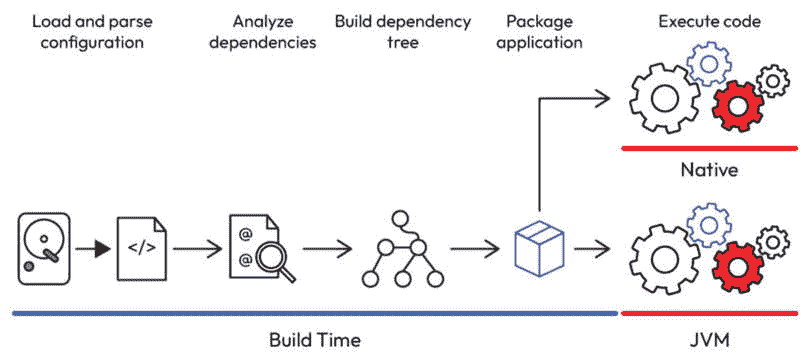 Load and parse
configuration
Analyze
dependencies
Build dependency
tree
Package
application
Execute code
Native
</>
@
@
Build Time
JVM